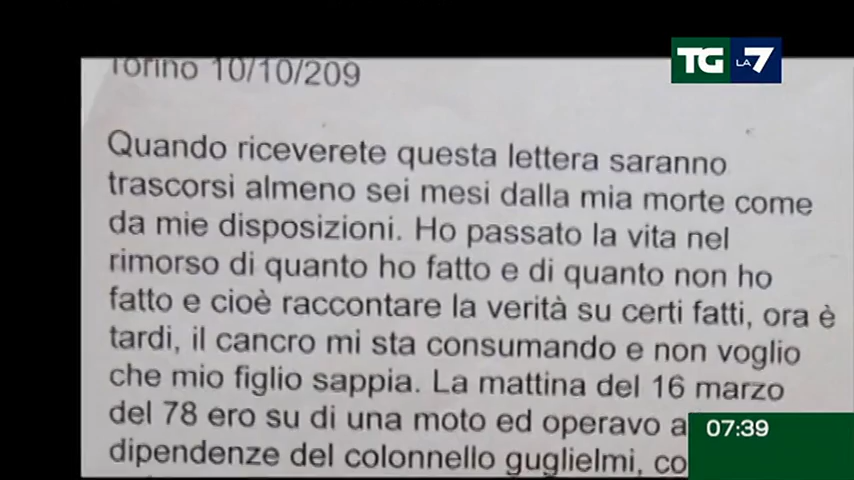 TG LA 7
Torino 10/10/209
Quando riceverete questa lettera saranno
trascorsi almeno sei mesi dalla mia morte come
da mie disposizioni. Ho passato la vita nel
rimorso di quanto ho fatto e di quanto non ho
fatto e cioè raccontare la verità su certi fatti, ora è
tardi, il cancro mi sta consumando e non voglio
che mio figlio sappia. La mattina del 16 marzo
del 78 ero su di una moto ed operavo a
dipendenze del colonnello guglielmi, co
07:39